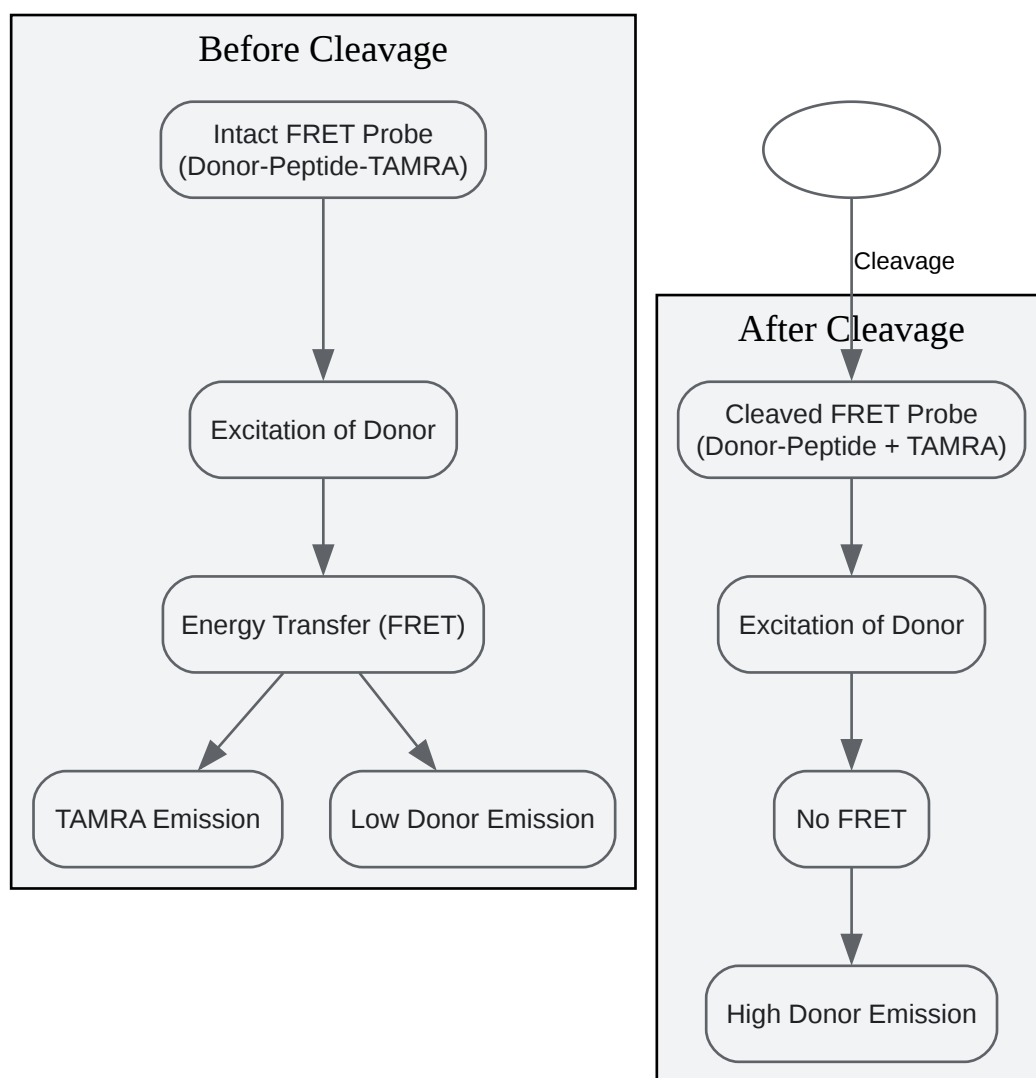 Before Cleavage
Intact FRET Probe
(Donor-Peptide-TAMRA)
Excitation of Donor
Energy Transfer (FRET)
TAMRA Emission
Low Donor Emission
Cleavage
After Cleavage
Cleaved FRET Probe
(Donor-Peptide + TAMRA)
Excitation of Donor
No FRET
High Donor Emission